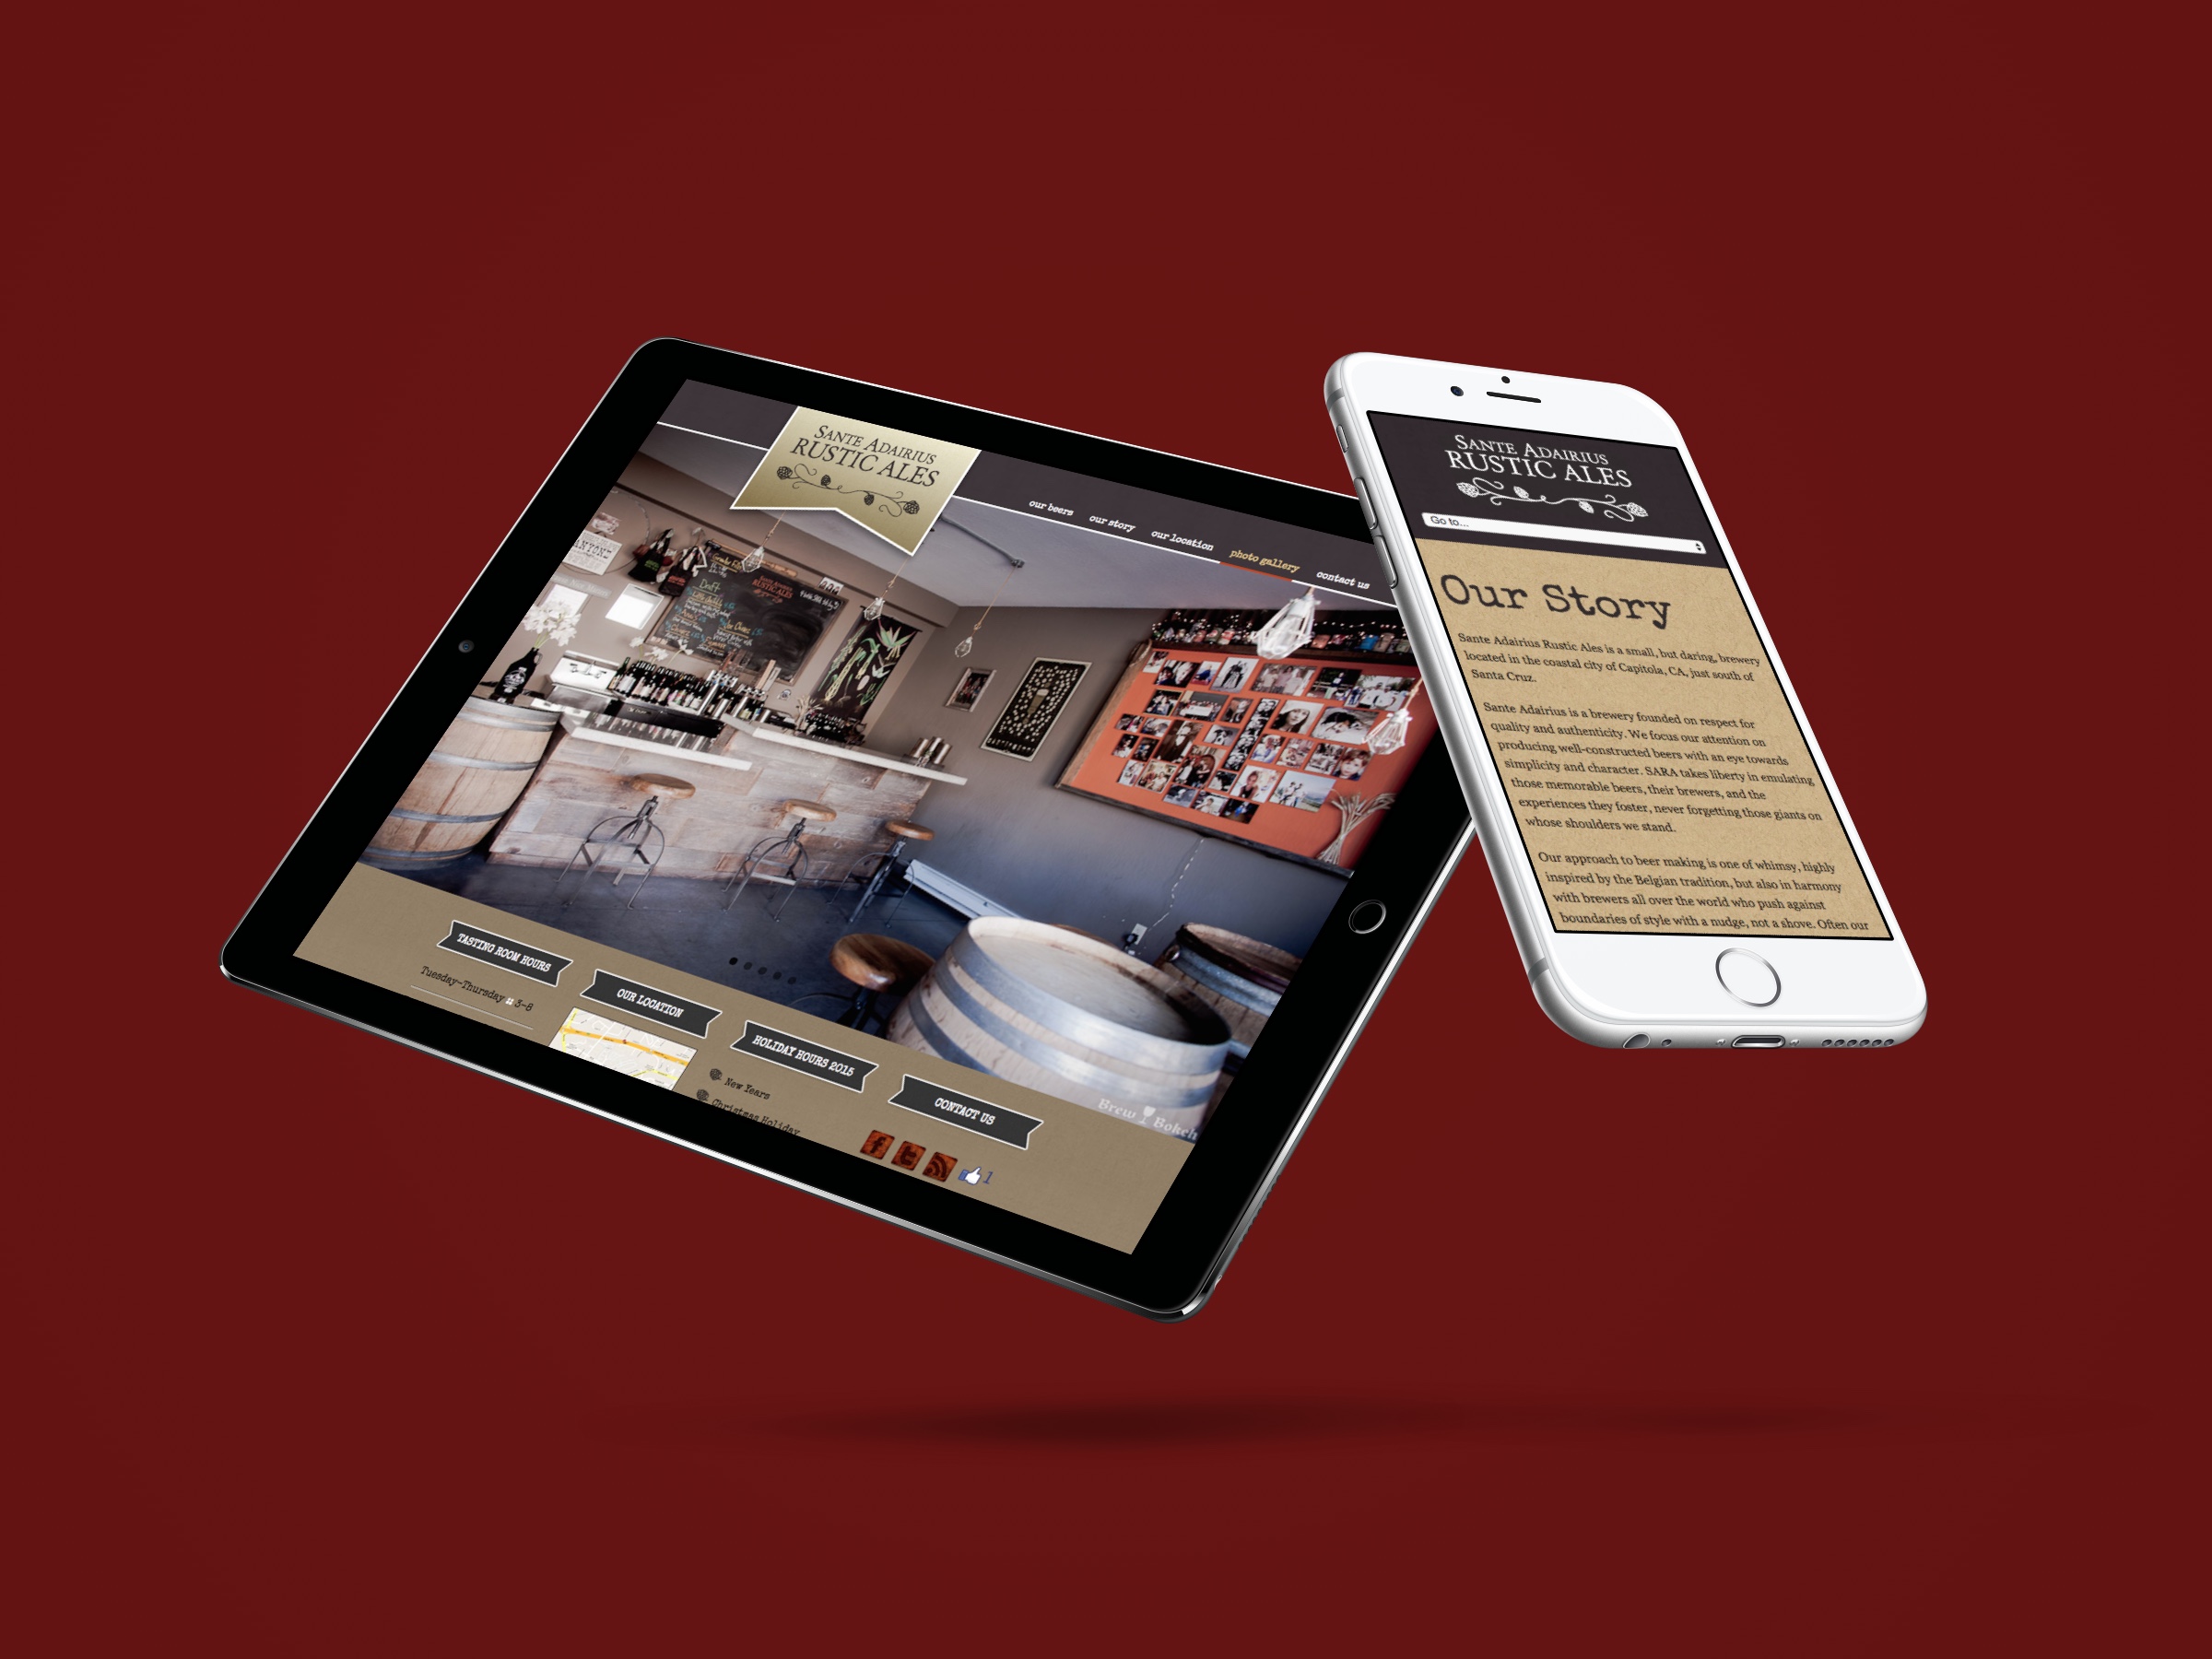 SANTE ADAIRIUS
RUSTIC ALES
our beers
our story
our location
photo gallery
contact us
Draft
SANTE ADAIRIUS
RUSTIC ALES
TASTING ROOM HOURS
Tuesday-Thursday :: 3-8
OUR LOCATION
HOLIDAY HOURS 2015
New Years
Christmas Holiday
CONTACT US
1
Brew Bokeh
SANTE ADAIRIUS
RUSTIC ALES
Go to...
Our Story
Sante Adairius Rustic Ales is a small, but daring, brewery
located in the coastal city of Capitola, CA, just south of
Santa Cruz.
Sante Adairius is a brewery founded on respect for
quality and authenticity. We focus our attention on
producing well-constructed beers with an eye towards
simplicity and character. SARA takes liberty in emulating
those memorable beers, their brewers, and the
experiences they foster, never forgetting those giants on
whose shoulders we stand.
Our approach to beer making is one of whimsy, highly
inspired by the Belgian tradition, but also in harmony
with brewers all over the world who push against
boundaries of style with a nudge, not a shove. Often our